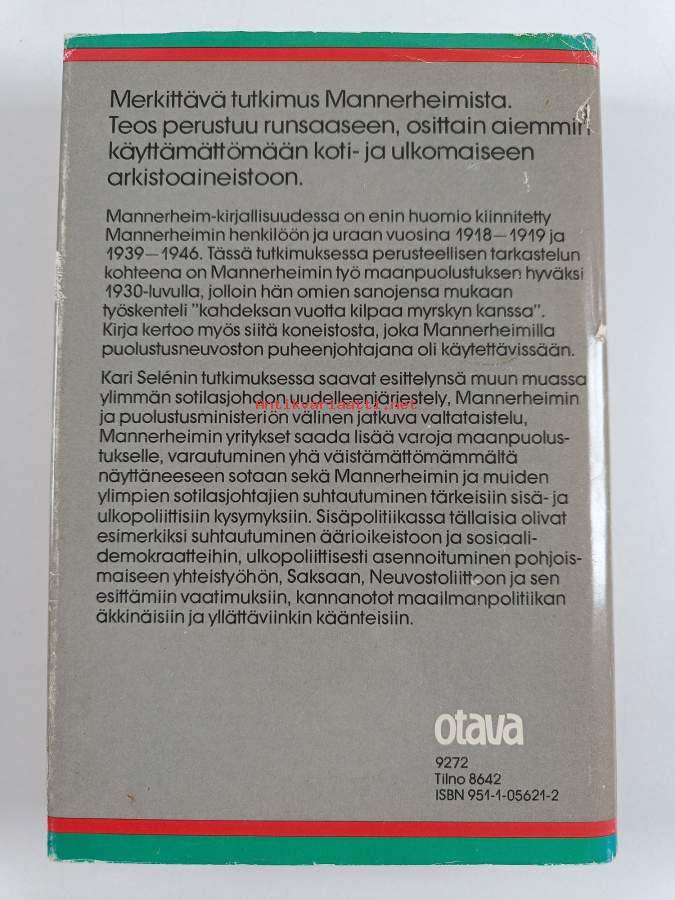 Merkittävä tutkimus Mannerheimista.
Teos perustuu runsaaseen, osittain aiemmin
käyttämättömään koti- ja ulkomaiseen
arkistoaineistoon.
Mannerheim-kirjallisuudessa on enin huomio kiinnitetty
Mannerheimin henkilöön ja uraan vuosina 1918—1919 ja
1939—1946. Tässä tutkimuksessa perusteellisen tarkastelun
kohteena on Mannerheimin työ maanpuolustuksen hyväksi
1930-luvulla, jolloin hän omien sanojensa mukaan
työskenteli "kahdeksan vuotta kilpaa myrskyn kanssa".
Kirja kertoo myös siitä koneistosta, joka Mannerheimilla
puolustusneuvoston puheenjohtajana oli käytettävissään.
Kari Selénin tutkimuksessa saavat esittelynsä muun muassa
ylimmän sotilasjohdon uudelleenjärjestely, Mannerheimin
Antikvariaatti.net
ja puolustusministeriön välinen jatkuva valtataistelu,
Mannerheimin yritykset saada lisää varoja maanpuolus-
tukselle, varautuminen yhä väistämättömämmältä
näyttäneeseen sotaan sekä Mannerheimin ja muiden
ylimpien sotilasjohtajien suhtautuminen tärkeisiin sisä- ja
ulkopoliittisiin kysymyksiin. Sisäpolitiikassa tällaisia olivat
esimerkiksi suhtautuminen äärioikeistoon ja sosiaali-
demokraatteihin, ulkopoliittisesti asennoituminen pohjois-
maiseen yhteistyöhön, Saksaan, Neuvostoliittoon ja sen
esittämiin vaatimuksiin, kannanotot maailmanpolitiikan
äkkinäisiin ja yllättäviinkin käänteisiin.
otava
9272
Tilno 8642
ISBN 951-1-05621-2